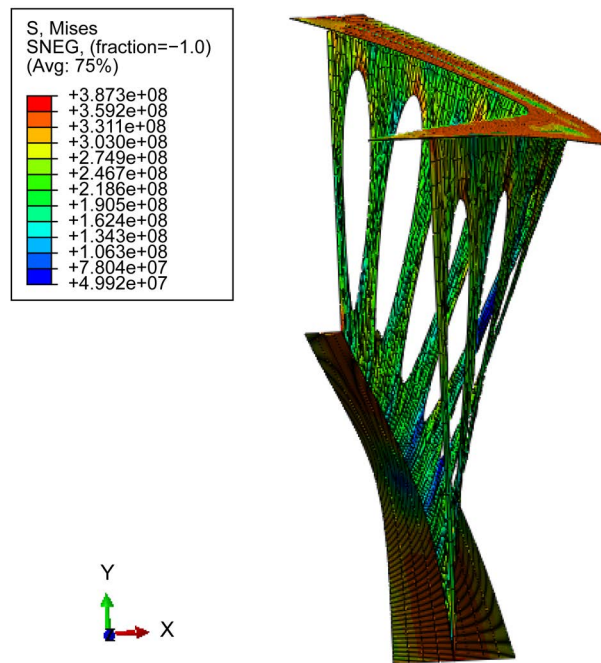 S, Mises
SNEG, (fraction=−1.0)
(Avg: 75%)
+3.873e+08
+3.592e+08
+3.311e+08
+3.030e+08
+2.749e+08
+2.467e+08
+2.186e+08
+1.905e+08
+1.624e+08
+1.343e+08
+1.063e+08
+7.804e+07
+4.992e+07
Y
X